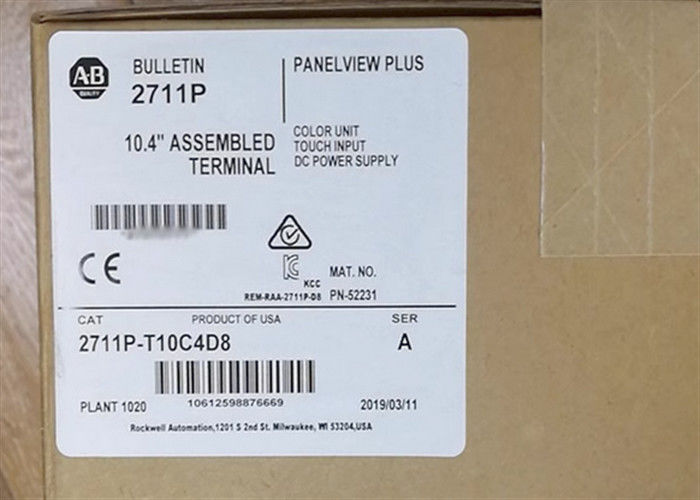 A-B
QUALITY
BULLETIN
2711P
PANELVIEW PLUS
10.4" ASSEMBLED
TERMINAL
COLOR UNIT
TOUCH INPUT
DC POWER SUPPLY
CE
KCC
MAT. NO.
REM-RAA-2711P-D8 PN-52231
CAT PRODUCT OF USA SER
2711P-T10C4D8 A
PLANT 1020 10612598876669 2019/03/11
Rockwell Automation,1201 S 2nd St. Milwaukee, WI 53204,USA